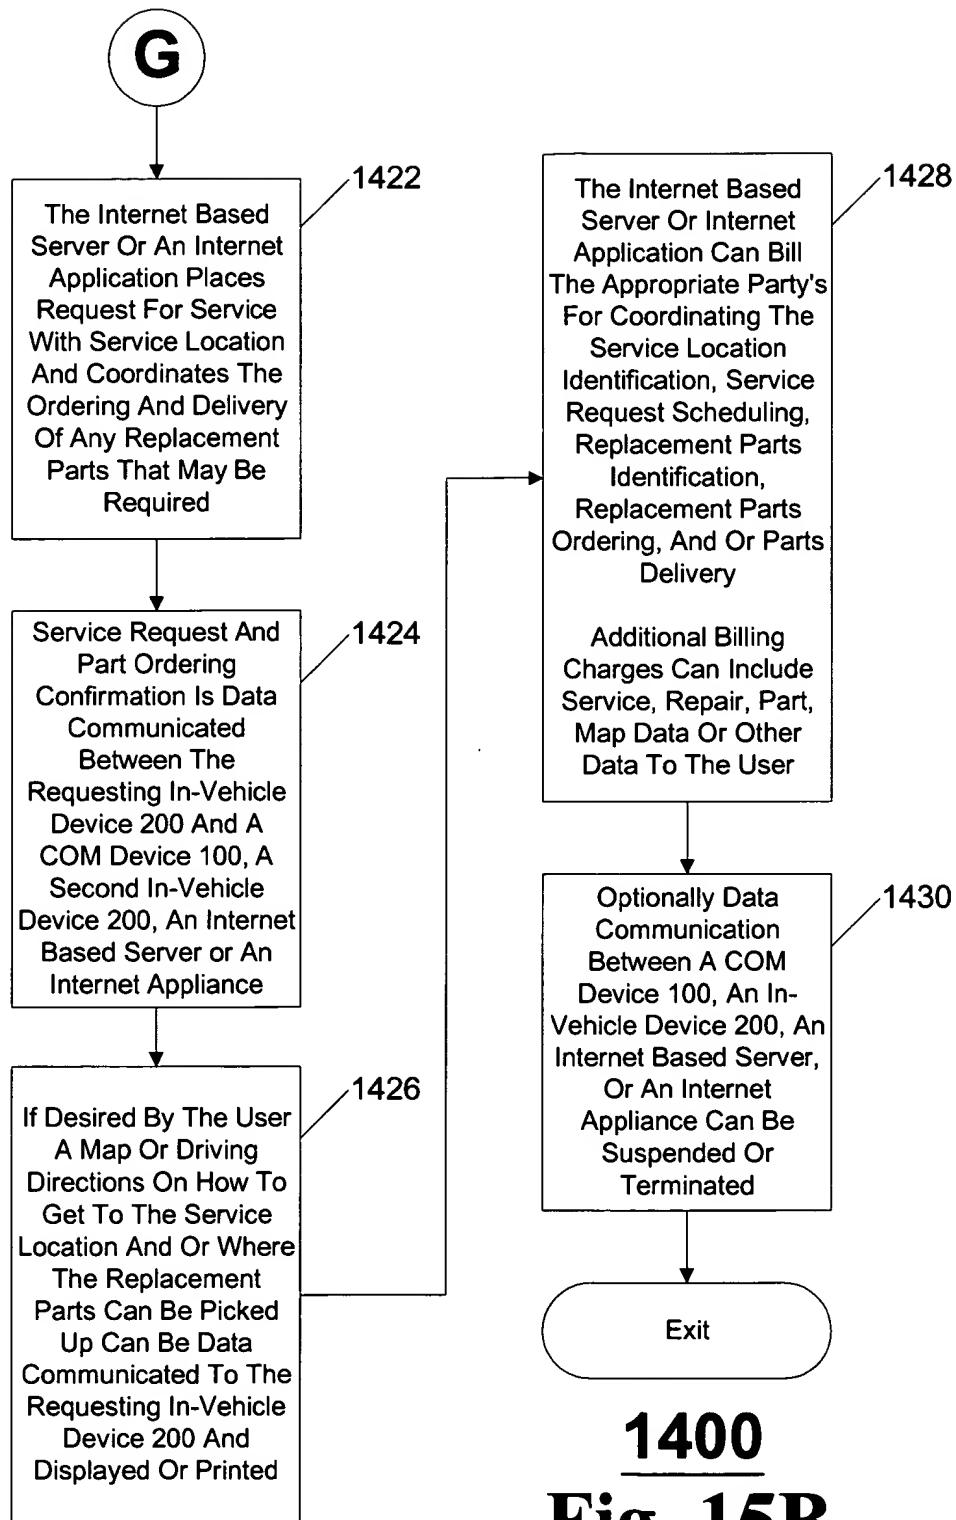 G
1422
The Internet Based
Server Or An Internet
Application Places
Request For Service
With Service Location
And Coordinates The
Ordering And Delivery
Of Any Replacement
Parts That May Be
Required
1424
Service Request And
Part Ordering
Confirmation Is Data
Communicated
Between The
Requesting In-Vehicle
Device 200 And A
COM Device 100, A
Second In-Vehicle
Device 200, An Internet
Based Server or An
Internet Appliance
1426
If Desired By The User
A Map Or Driving
Directions On How To
Get To The Service
Location And Or Where
The Replacement
Parts Can Be Picked
Up Can Be Data
Communicated To The
Requesting In-Vehicle
Device 200 And
Displayed Or Printed
1428
The Internet Based
Server Or Internet
Application Can Bill
The Appropriate Party's
For Coordinating The
Service Location
Identification, Service
Request Scheduling,
Replacement Parts
Identification,
Replacement Parts
Ordering, And Or Parts
Delivery
Additional Billing
Charges Can Include
Service, Repair, Part,
Map Data Or Other
Data To The User
1430
Optionally Data
Communication
Between A COM
Device 100, An In-
Vehicle Device 200, An
Internet Based Server,
Or An Internet
Appliance Can Be
Suspended Or
Terminated
Exit
1400
Fig. 15B